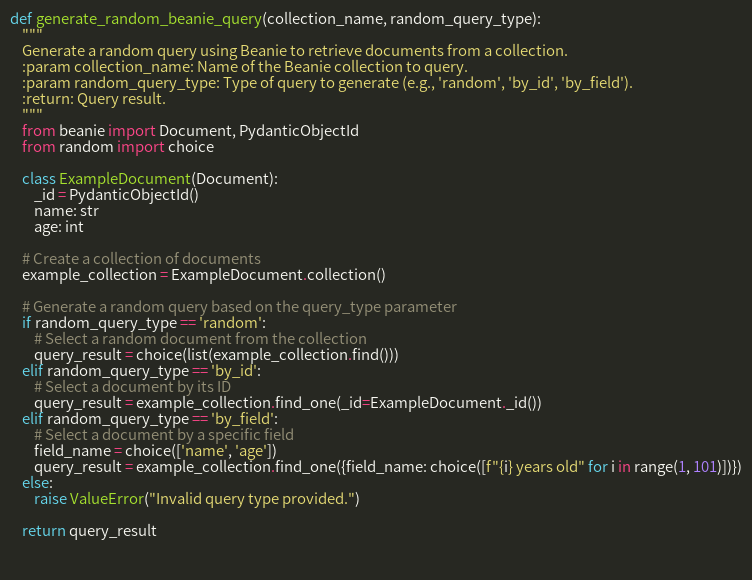 def generate_random_beanie_query(collection_name, random_query_type):
    """
    Generate a random query using Beanie to retrieve documents from a collection.
    :param collection_name: Name of the Beanie collection to query.
    :param random_query_type: Type of query to generate (e.g., 'random', 'by_id', 'by_field').
    :return: Query result.
    """
    from beanie import Document, PydanticObjectId
    from random import choice

    class ExampleDocument(Document):
        _id = PydanticObjectId()
        name: str
        age: int

    # Create a collection of documents
    example_collection = ExampleDocument.collection()

    # Generate a random query based on the query_type parameter
    if random_query_type == 'random':
        # Select a random document from the collection
        query_result = choice(list(example_collection.find()))
    elif random_query_type == 'by_id':
        # Select a document by its ID
        query_result = example_collection.find_one(_id=ExampleDocument._id())
    elif random_query_type == 'by_field':
        # Select a document by a specific field
        field_name = choice(['name', 'age'])
        query_result = example_collection.find_one({field_name: choice([f"{i} years old" for i in range(1, 101)])})
    else:
        raise ValueError("Invalid query type provided.")

    return query_result